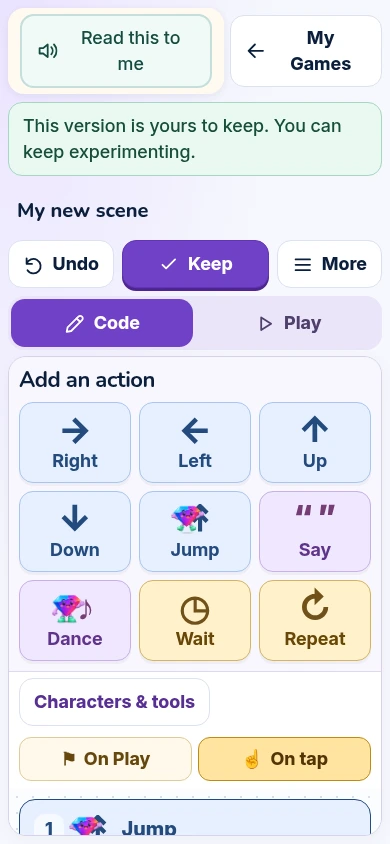 Read this to
me
My
Games
This version is yours to keep. You can
keep experimenting.
My new scene
Undo
Keep
More
Code
Play
Add an action
Right
Left
Up
Down
Jump
Say
Dance
Wait
Repeat
Characters & tools
On Play
On tap
1 Jump